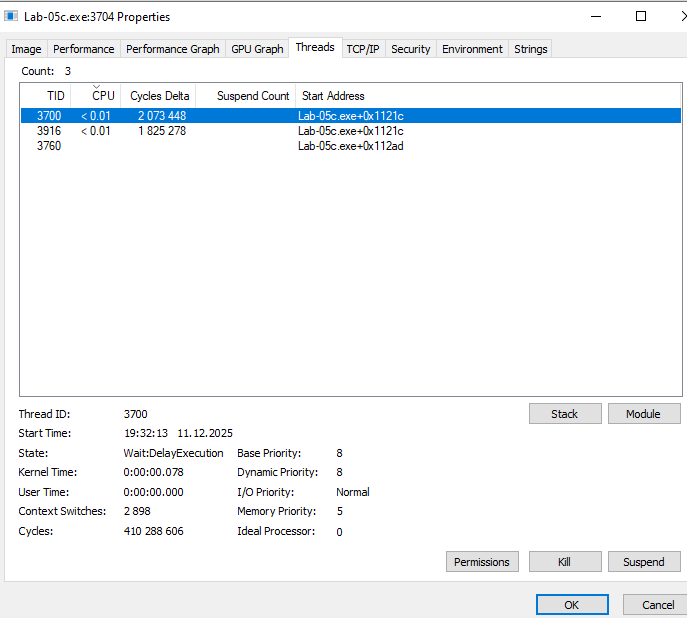 Lab-05c.exe:3704 Properties
Image Performance Performance Graph GPU Graph Threads TCP/IP Security Environment Strings
Count: 3
TID CPU Cycles Delta Suspend Count Start Address
3700 < 0.01 2 073 448 Lab-05c.exe+0x1121c
3916 < 0.01 1 825 278 Lab-05c.exe+0x1121c
3760 Lab-05c.exe+0x112ad
Thread ID: 3700 Stack Module
Start Time: 19:32:13 11.12.2025
State: Wait:DelayExecution Base Priority: 8
Kernel Time: 0:00:00.078 Dynamic Priority: 8
User Time: 0:00:00.000 I/O Priority: Normal
Context Switches: 2 898 Memory Priority: 5
Cycles: 410 288 606 Ideal Processor: 0
Permissions Kill Suspend
OK Cancel